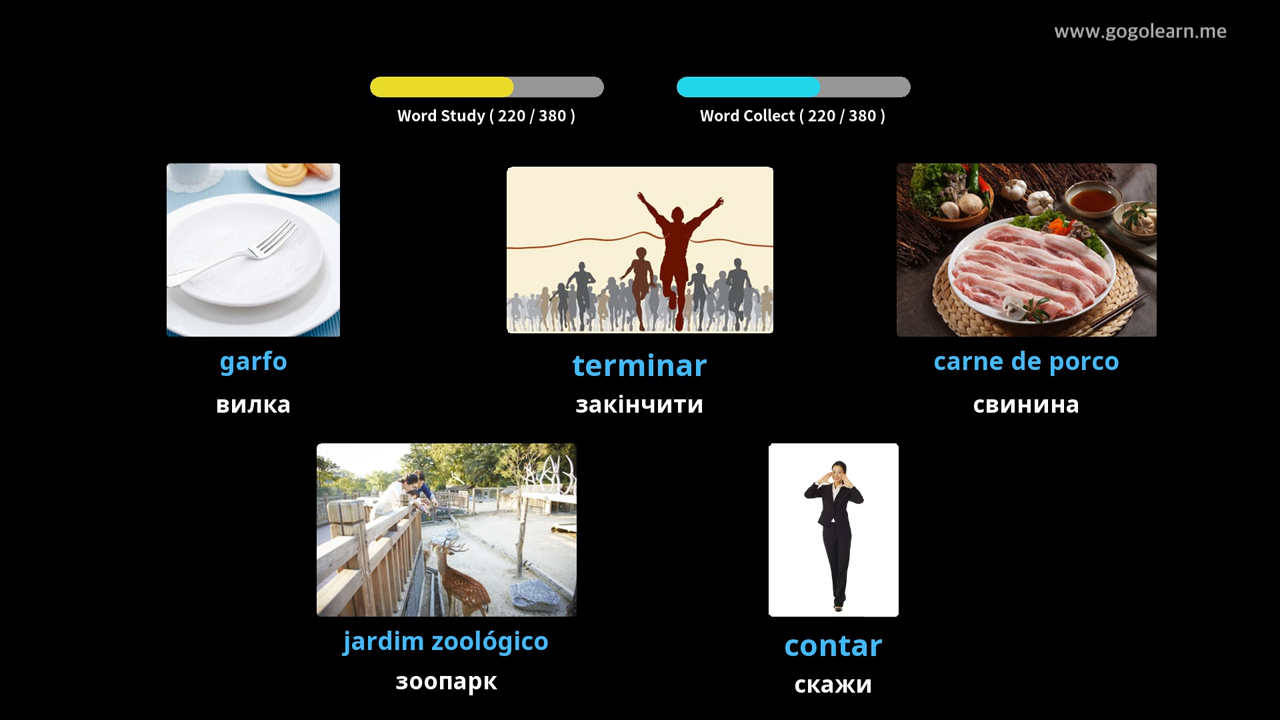 www.gogolearn.me
Word Study ( 220 / 380 )
Word Collect ( 220 / 380 )
garfo
вилка
terminar
закінчити
carne de porco
свинина
jardim zoológico
зоопарк
contar
скажи